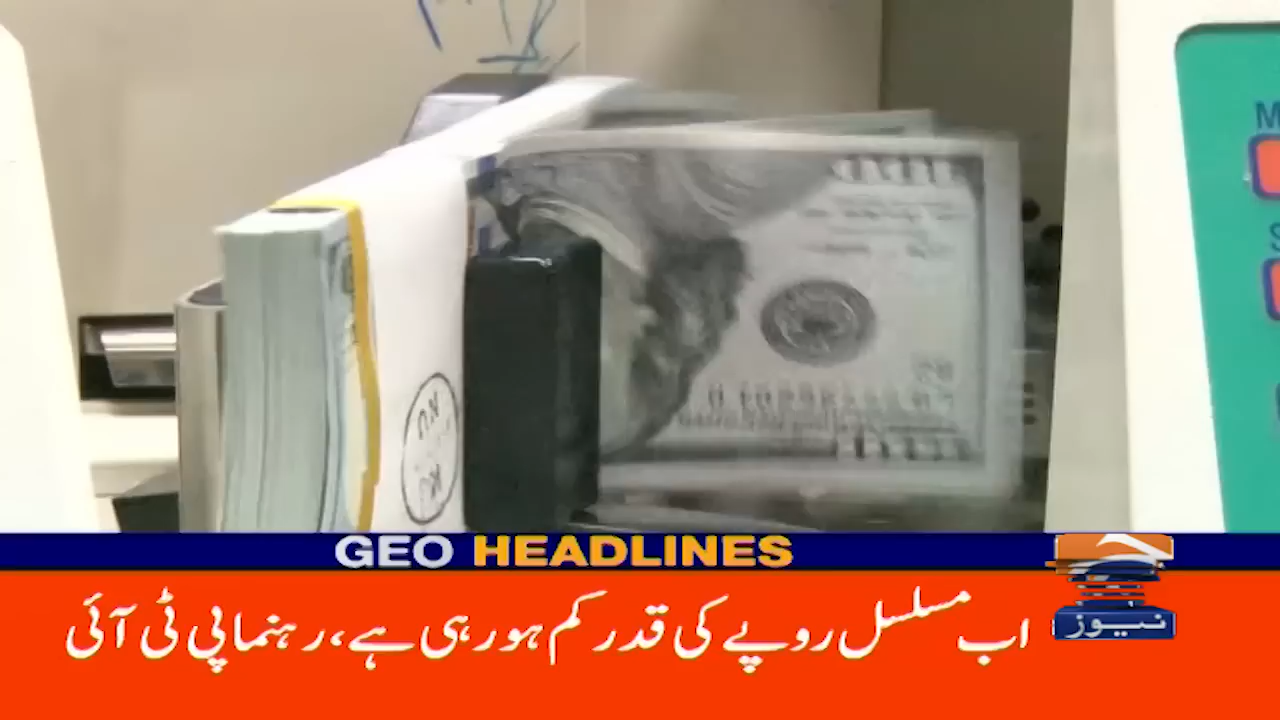 GEO HEADLINES
اب مسلسل روپے کی قدر کم ہو رہی ہے، رہنما پی ٹی آئی
نیوز